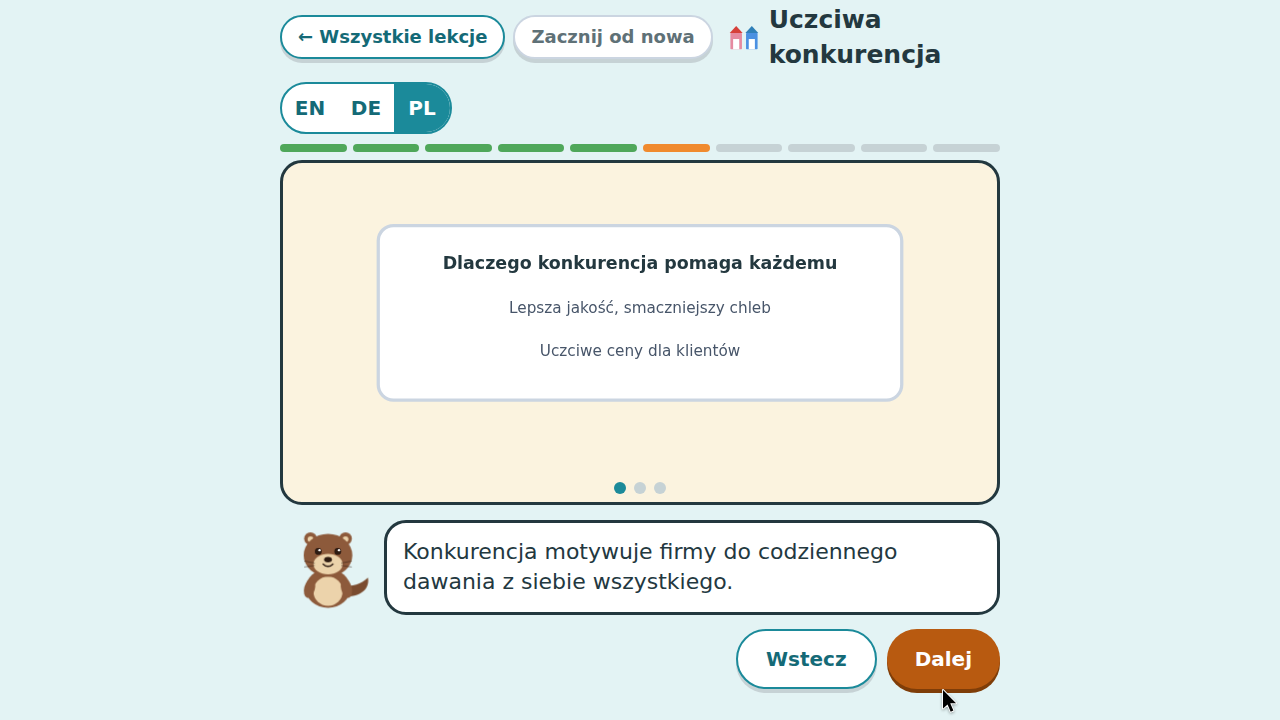 ← Wszystkie lekcje
Zacznij od nowa
Uczciwa
konkurencja
EN DE PL
Dlaczego konkurencja pomaga każdemu
Lepsza jakość, smaczniejszy chleb
Uczciwe ceny dla klientów
Konkurencja motywuje firmy do codziennego
dawania z siebie wszystkiego.
Wstecz
Dalej